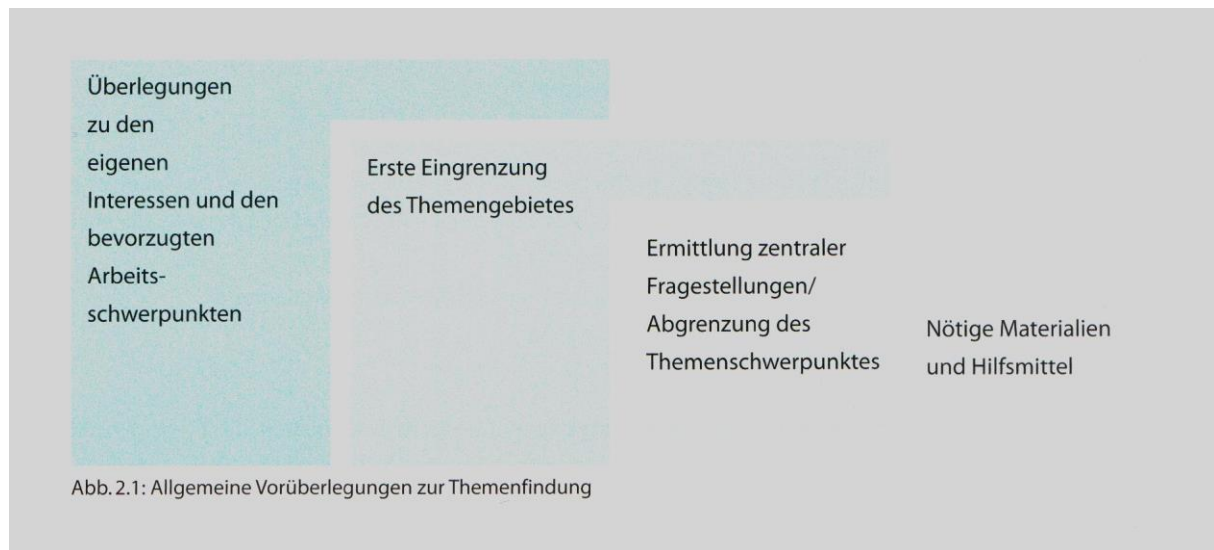 Überlegungen
zu den
eigenen
Interessen und den
bevorzugten
Arbeits-
schwerpunkten
Erste Eingrenzung
des Themengebietes
Ermittlung zentraler
Fragestellungen/
Abgrenzung des
Themenschwerpunktes
Nötige Materialien
und Hilfsmittel
Abb. 2.1: Allgemeine Vorüberlegungen zur Themenfindung